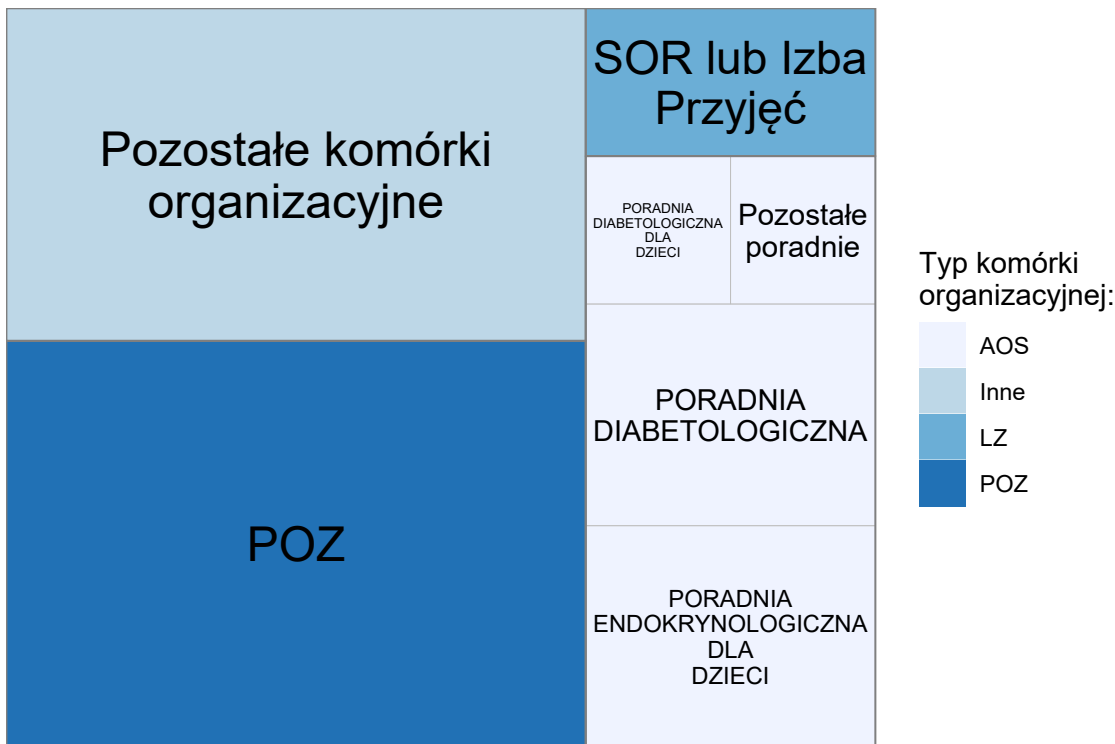 Pozostałe komórki
organizacyjne
POZ
SOR lub Izba
Przyjęć
PORADNIA
DIABETOLOGICZNA
DLA
DZIECI
Pozostałe
poradnie
PORADNIA
DIABETOLOGICZNA
PORADNIA
ENDOKRYNOLOGICZNA
DLA
DZIECI
Typ komórki
organizacyjnej:
AOS
Inne
LZ
POZ